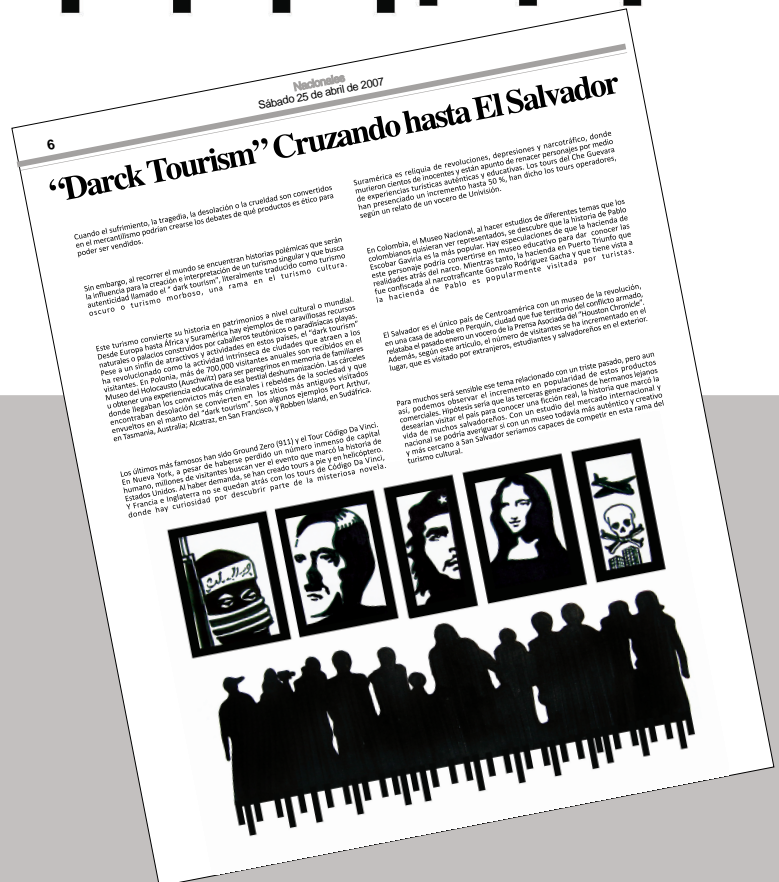 Nacionales
Sábado 25 de abril de 2007
6
“Darck Tourism” Cruzando hasta El Salvador
Cuando el sufrimiento, la tragedia, la desolación o la crueldad son convertidos
en el mercantilismo podrian crearse los debates de qué productos es ético para
poder ser vendidos.
Sin embargo, al recorrer el mundo se encuentran historias polémicas que serán
la influencia para la creación e interpretación de un turismo singular y que busca
autenticidad llamado el “ dark tourism”, literalmente traducido como turismo
oscuro o turismo morboso, una rama en el turismo cultural.
Este turismo convierte su historia en patrimonios a nivel cultural o mundial.
Desde Europa hasta África y Suramérica hay ejemplos de maravillosas recursos
naturales o palacios construidos por caballeros teutónicos o paradísiacas playas.
Pese a un sinfin de atractivos y actividades en estos países, el “dark tourism”
ha revolucionado como la actividad intrínseca de ciudades que atraen a los
visitantes. En Polonia, más de 700,000 visitantes anuales son recibidos en el
Museo del Holocausto (Auschwitz) para ser peregrinos en memoria de familiares
u obtener una experiencia educativa de esa bestial deshumanización. Las cárceles
donde llegaban los convictos más criminales i rebeldes de la sociedad y que
encontraban desolación se convierten en los sitios más antiguos visitados
envueltos en el manto del “dark tourism”. Son algunos ejemplos Port Arthur,
en Tasmania, Australia; Alcatraz, en San Francisco, y Robben Island, en Sudáfrica.
Los últimos más famosos han sido Ground Zero (911) y el Tour Código Da Vinci.
En Nueva York, a pesar de haberse perdido un número inmenso de capital
humano, millones de visitantes buscan ver el evento que marcó la historia de
Estados Unidos. Al haber demanda, se han creado tours a pie y en helicóptero.
Y Francia e Inglaterra no se quedan atrás con los tours de Código Da Vinci,
donde hay curiosidad por descubrir parte de la misteriosa novela.
Suramérica es reliquia de revoluciones, depresiones y narcotráfico, donde
murieron cientos de inocentes y están apunto de renacer personajes por medio
de experiencias turísticas auténticas y educativas. Los tours del Che Guevara
han presenciado un incremento hasta 50 %, han dicho los tours operadores,
según un relato de un vocero de Univisión.
En Colombia, el Museo Nacional, al hacer estudios de diferentes temas que los
colombianos quisieran ver representados, se descubre que la historia de Pablo
Escobar Gaviria es la más popular. Hay especulaciones de que la hacienda de
este personaje podría convertirse en museo educativo para dar conocer las
realidades atrás del narco. Mientras tanto, la hacienda en Puerto Triunfo que
fue confiscada al narcotraficante Gonzalo Rodríguez Gacha y que tiene vista a
la hacienda de Pablo es popularmente visitada por turistas.
El Salvador es el único país de Centroamérica con un museo de la revolución,
en una casa de adobe en Perquín, ciudad que fue territorio del conflicto armado,
relataba el pasado enero un vocero de la Prensa Asociada del “Houston Chronicle”.
Además, según este artículo, el número de visitantes se ha incrementado en el
lugar, que es visitado por extranjeros, estudiantes y salvadoreños en el exterior.
Para muchos será sensible ese tema relacionado con un triste pasado, pero aun
así, podemos observar el incremento en popularidad de estos productos
comerciales. Hipótesis sería que las terceras generaciones de hermanos lejanos
desearían visitar el país para conocer una ficción real, la historia que marcó la
vida de muchos salvadoreños. Con un estudio del mercado internacional y
nacional se podría averiguar si con un museo todavía más auténtico y creativo
y más cercano a San Salvador seriamos capaces de competir en esta rama del
turismo cultural.